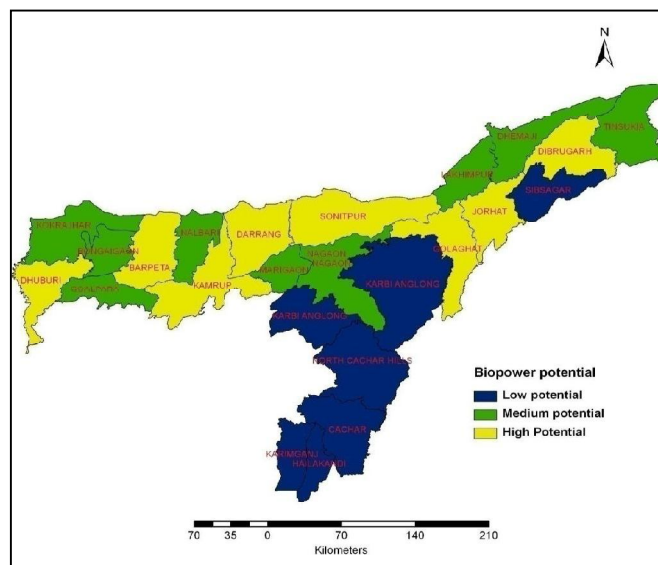 N
TINSUKIA
DHEMAJI
DIBRUGARH
LAKHIMPUR
SIBSAGAR
JORHAT
SONITPUR
KOKRAJHAR
NALBARI
DARRANG
GOLAGHAT
BONGAIGAON
NAGAON
NAGAON
BARPETA
MARIGAON
DHUBURI
KAMRUP
KARBI ANGLONG
GOALPARA
KARBI ANGLONG
NORTH CACHAR HILLS
Biopower potential
Low potential
Medium potential
High Potential
CACHAR
KARIMGANJ
HAILAKANDI
70 35 0 70 140 210
Kilometers